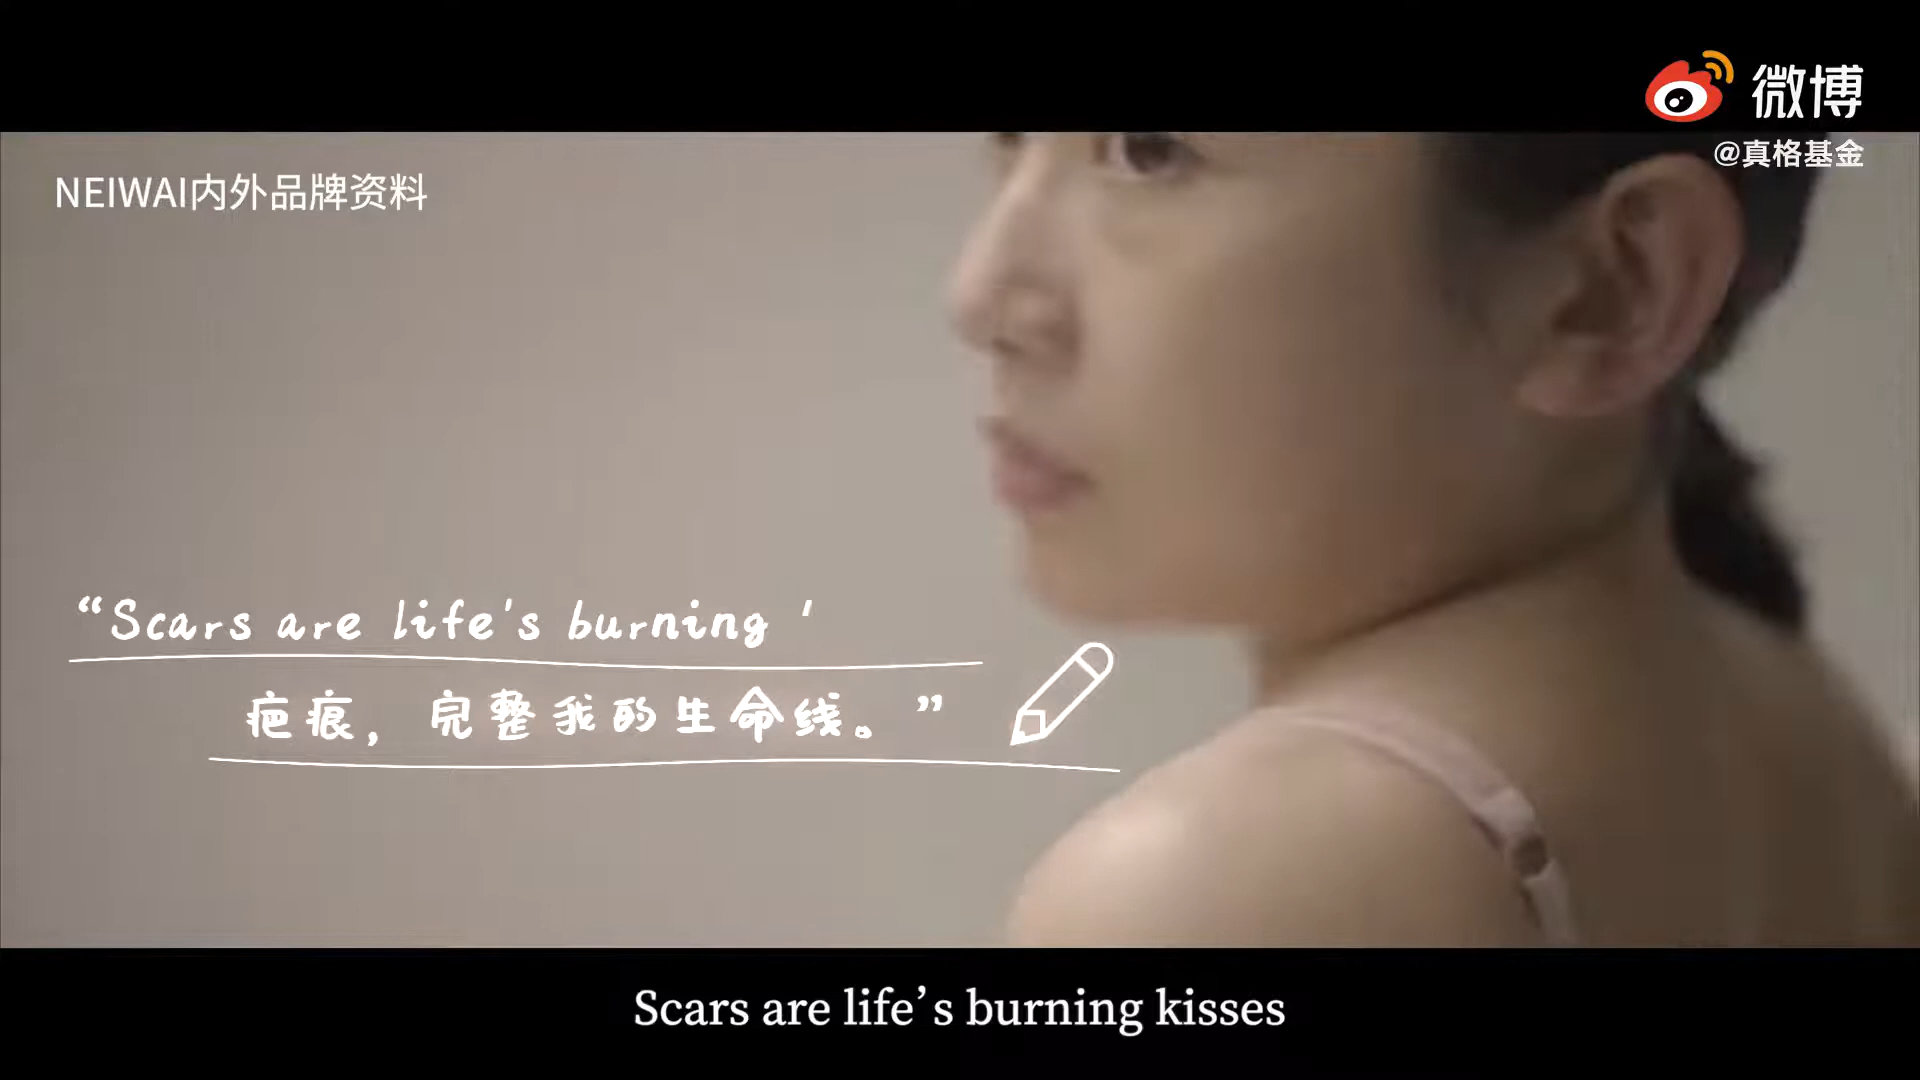 微博
@真格基金
NEIWAI内外品牌资料
“Scars are life's burning '
疤痕，完整我的生命线。”
Scars are life’s burning kisses